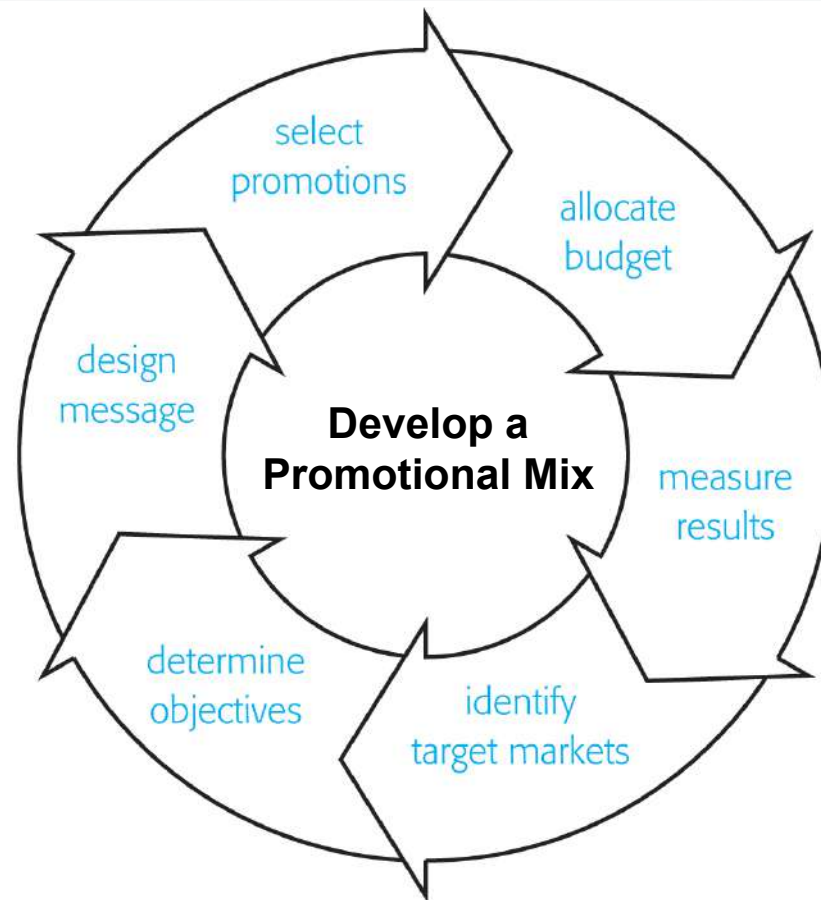 select
promotions
allocate
budget
design
message
Develop a
Promotional Mix
measure
results
determine
objectives
identify
target markets